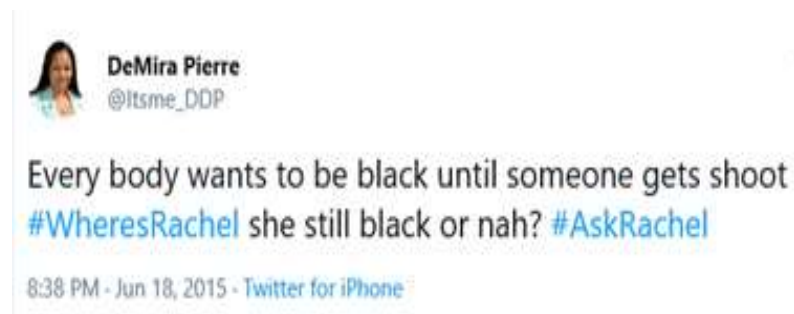 DeMira Pierre
@Itsme_DDP
Every body wants to be black until someone gets shoot
#WheresRachel she still black or nah? #AskRachel
8:38 PM - Jun 18, 2015 - Twitter for iPhone